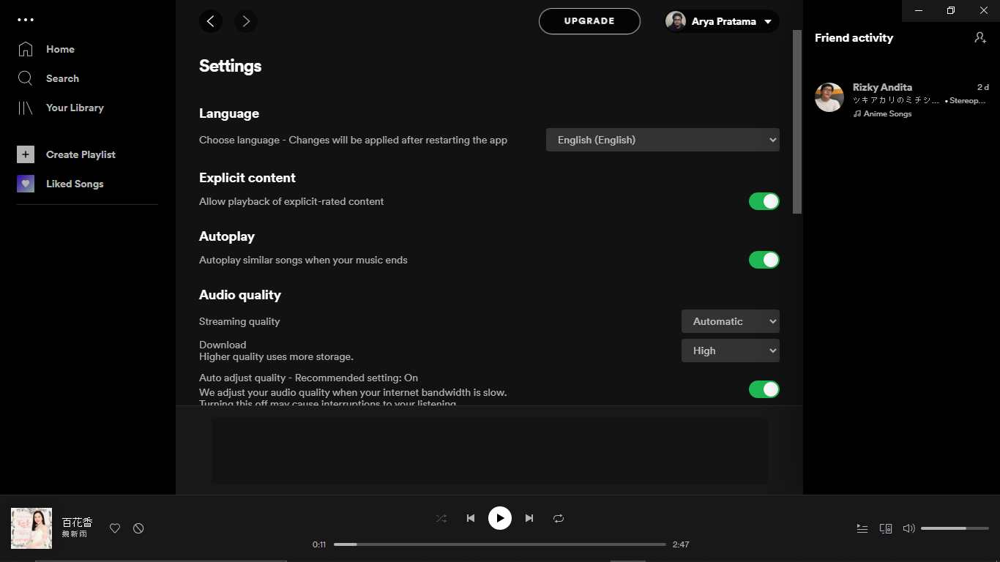 Home
Search
Your Library
Create Playlist
Liked Songs
UPGRADE
Arya Pratama
Settings
Language
Choose language - Changes will be applied after restarting the app
English (English)
Explicit content
Allow playback of explicit-rated content
Autoplay
Autoplay similar songs when your music ends
Audio quality
Streaming quality
Automatic
Download
Higher quality uses more storage.
High
Auto adjust quality - Recommended setting: On
We adjust your audio quality when your internet bandwidth is slow.
Turning this off may cause interruptions to your listening.
Friend activity
Rizky Andita
2 d
ツキアカリのミチシ... • Stereop...
Anime Songs
百花香
魏新雨
0:11
2:47